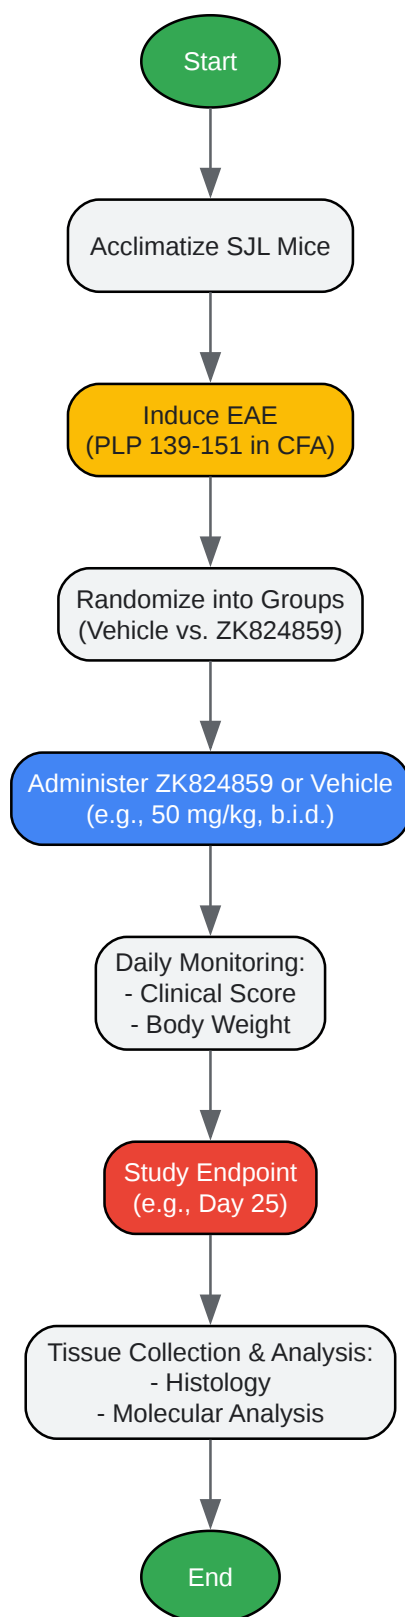 Start
Acclimatize SJL Mice
Induce EAE
(PLP 139-151 in CFA)
Randomize into Groups
(Vehicle vs. ZK824859)
Administer ZK824859 or Vehicle
(e.g., 50 mg/kg, b.i.d.)
Daily Monitoring:
- Clinical Score
- Body Weight
Study Endpoint
(e.g., Day 25)
Tissue Collection & Analysis:
- Histology
- Molecular Analysis
End